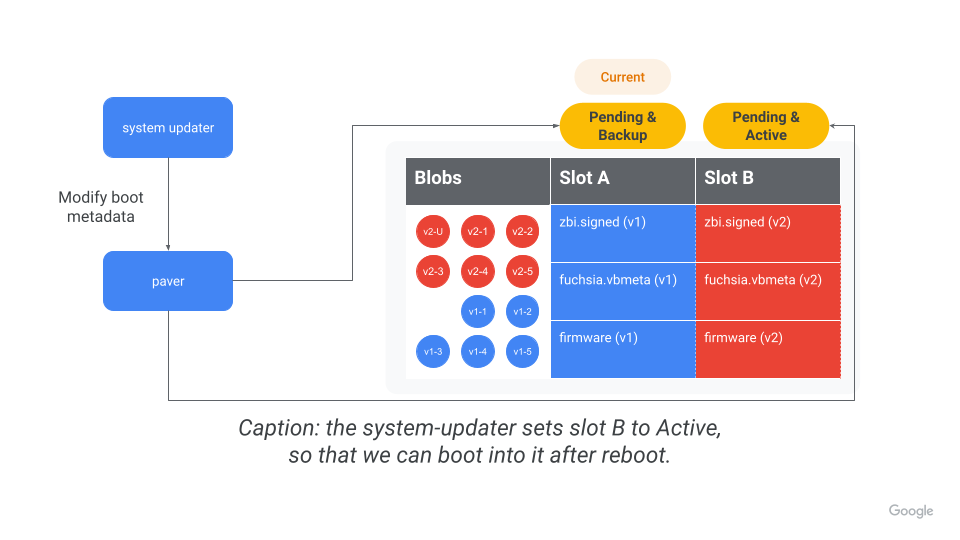 Current
Pending &
Backup
Pending &
Active
system updater
Modify boot
metadata
paver
Blobs
Slot A
Slot B
v2-U
v2-1
v2-2
v2-3
v2-4
v2-5
v1-1
v1-2
v1-3
v1-4
v1-5
zbi.signed (v1)
zbi.signed (v2)
fuchsia.vbmeta (v1)
fuchsia.vbmeta (v2)
firmware (v1)
firmware (v2)
Caption: the system-updater sets slot B to Active,
so that we can boot into it after reboot.
Google